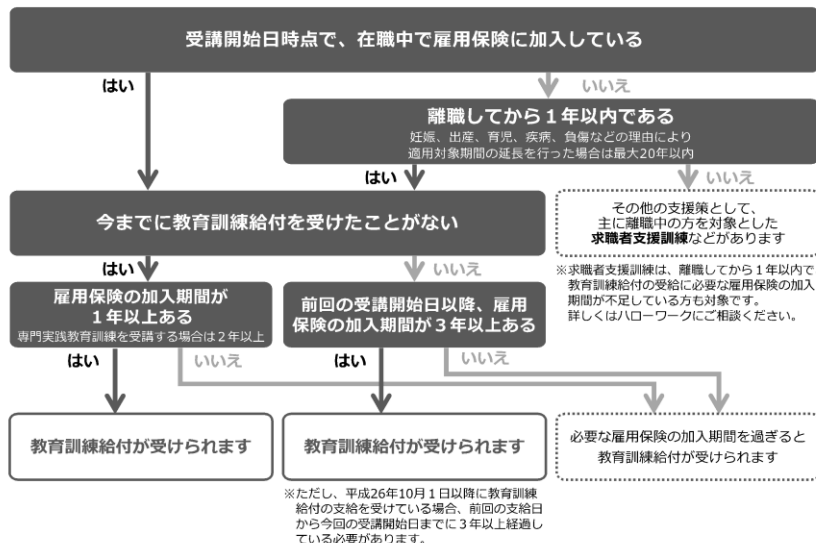 受講開始日時点で、在職中で雇用保険に加入している
はい
いいえ
離職してから１年以内である
妊娠、出産、育児、疾病、負傷などの理由により
適用対象期間の延長を行った場合は最大20年以内
はい
いいえ
今までに教育訓練給付を受けたことがない
その他の支援策として、
主に離職中の方を対象とした
求職者支援訓練などがあります
※求職者支援訓練は、離職してから１年以内で
教育訓練給付の受給に必要な雇用保険の加入
期間が不足している方も対象です。
詳しくはハローワークにご相談ください。
はい
いいえ
雇用保険の加入期間が
１年以上ある
専門実践教育訓練を受講する場合は２年以上
前回の受講開始日以降、雇用
保険の加入期間が３年以上ある
はい
いいえ
はい
いいえ
教育訓練給付が受けられます
教育訓練給付が受けられます
必要な雇用保険の加入期間を過ぎると
教育訓練給付が受けられます
※ただし、平成26年10月１日以降に教育訓練
給付の支給を受けている場合、前回の支給日
から今回の受講開始日までに３年以上経過し
ている必要があります。